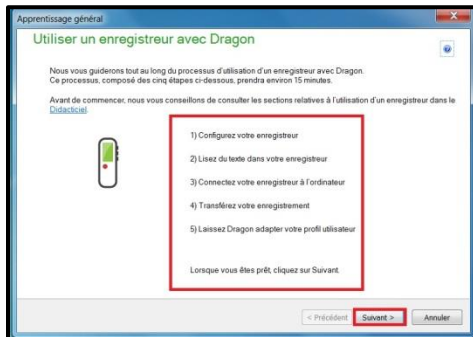 Apprentissage général
Utiliser un enregistreur avec Dragon
Nous vous guiderons tout au long du processus d'utilisation d'un enregistreur avec Dragon.
Ce processus, composé des cinq étapes ci-dessous, prendra environ 15 minutes.
Avant de commencer, nous vous conseillons de consulter les sections relatives à l'utilisation d'un enregistreur dans le
Didacticiel.
1) Configurez votre enregistreur
2) Lisez du texte dans votre enregistreur
3) Connectez votre enregistreur à l'ordinateur
4) Transférez votre enregistrement
5) Laissez Dragon adapter votre profil utilisateur
Lorsque vous êtes prêt, cliquez sur Suivant.
< Précédent Suivant > Annuler